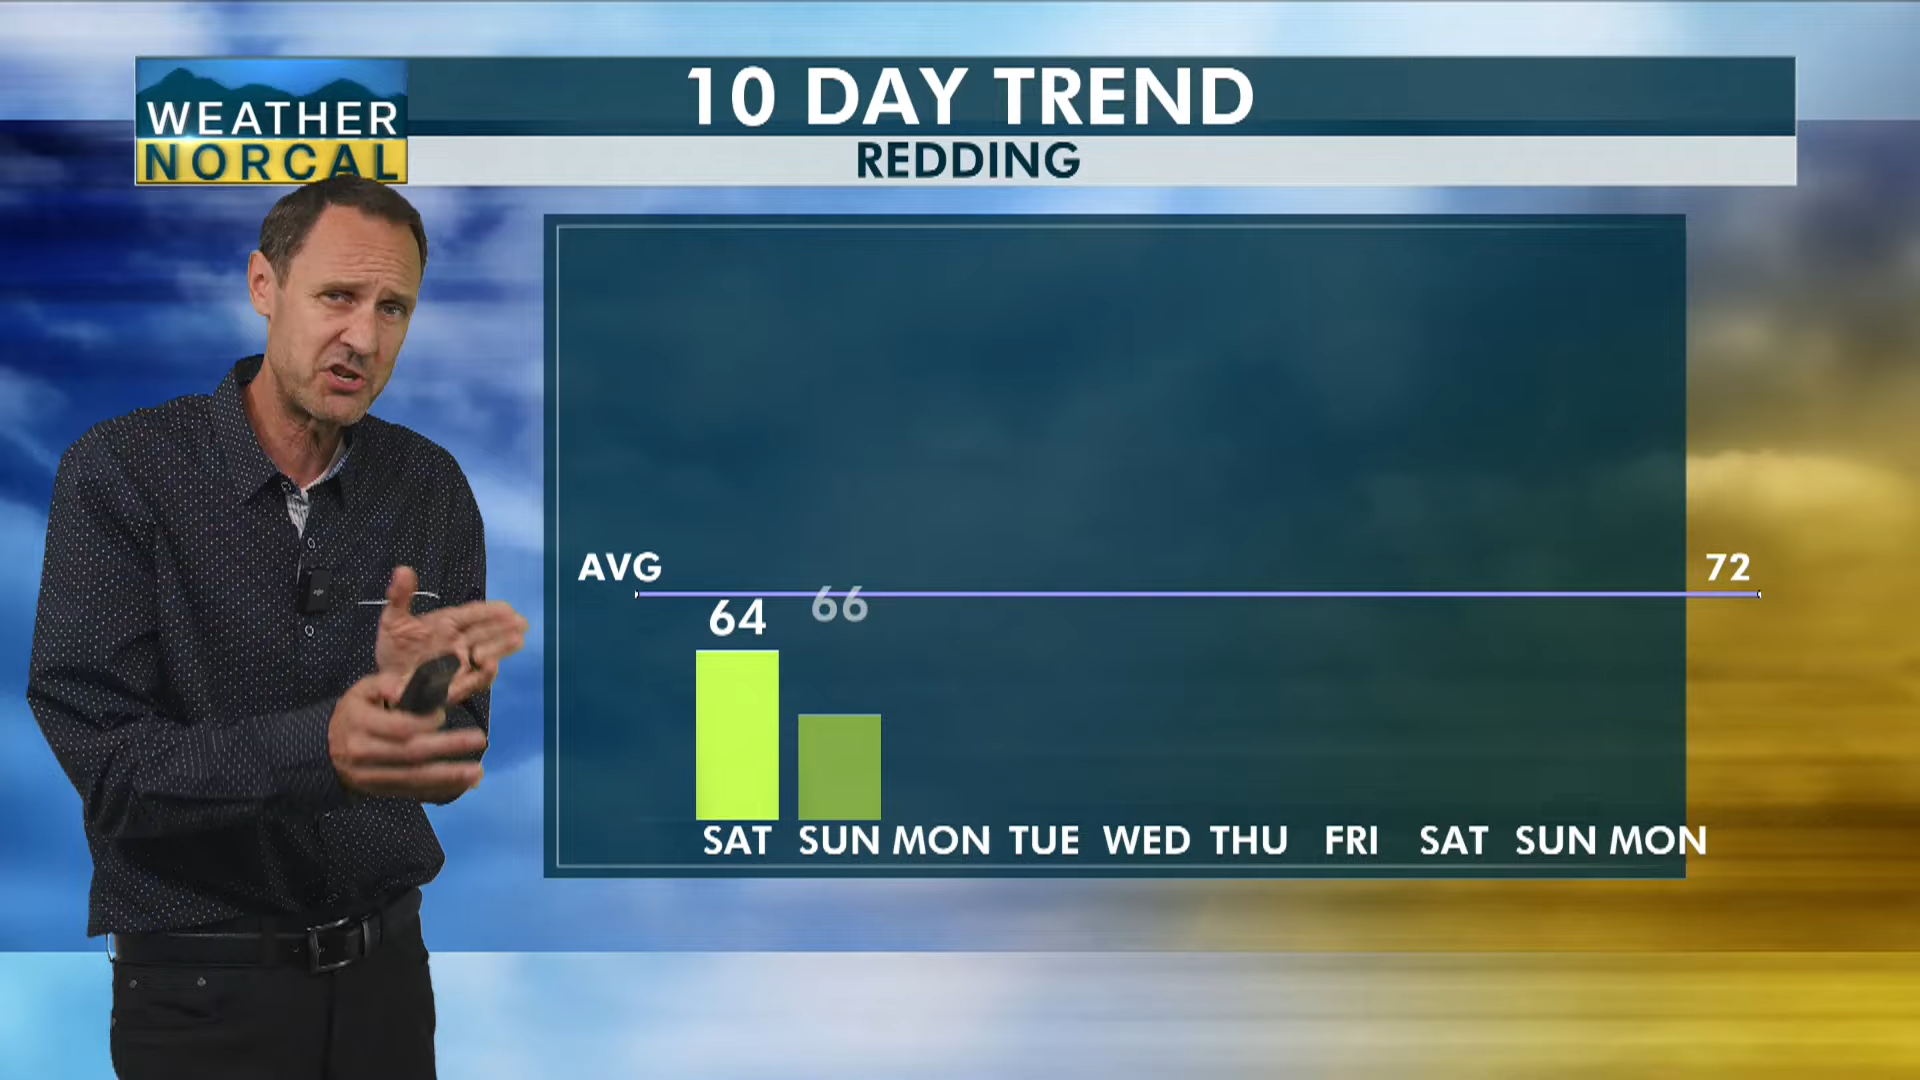 WEATHER
NORCAL
10 DAY TREND
REDDING
AVG
72
64
66
SAT SUN MON TUE WED THU FRI SAT SUN MON